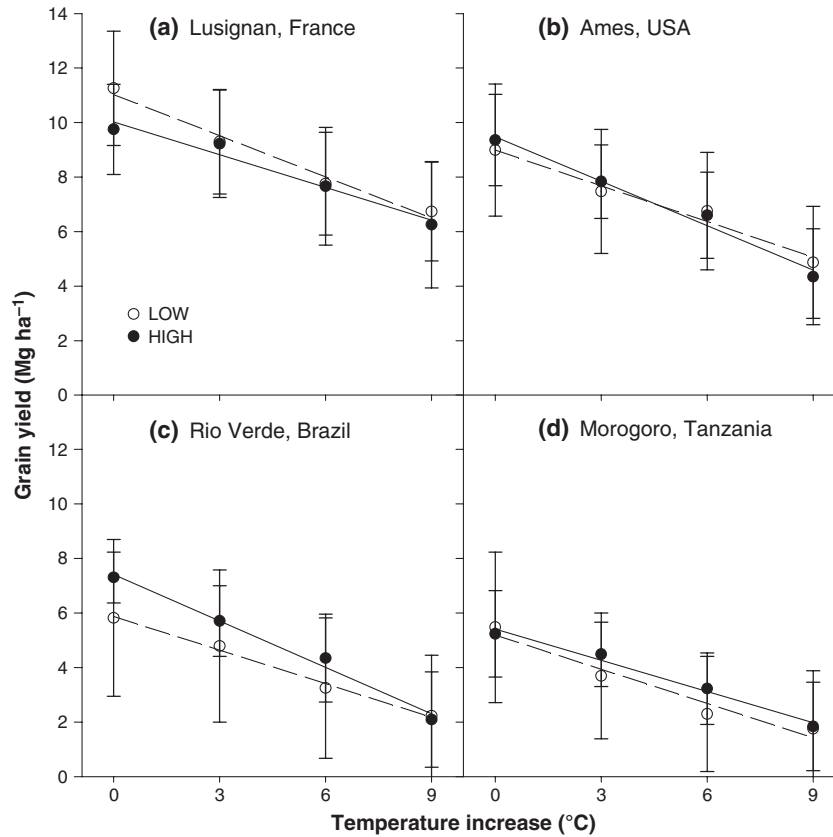 (a) Lusignan, France
(b) Ames, USA
14
12
10
8
6
4
2
0
LOW
HIGH
Grain yield (Mg ha⁻¹)
(c) Rio Verde, Brazil
(d) Morogoro, Tanzania
12
10
8
6
4
2
0
0 3 6 9 0 3 6 9
Temperature increase (°C)